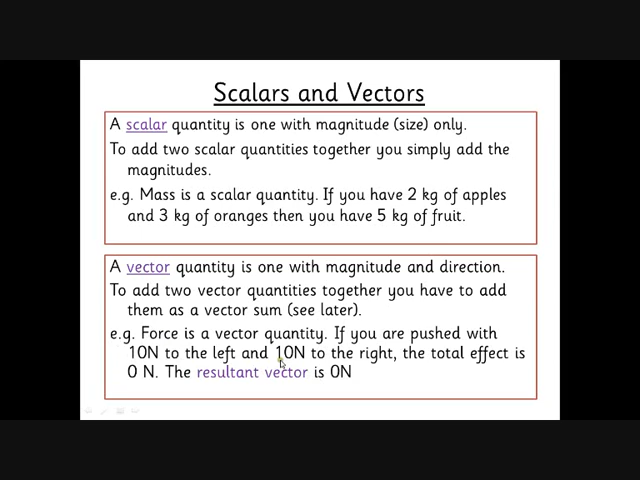 Scalars and Vectors
A scalar quantity is one with magnitude (size) only.
To add two scalar quantities together you simply add the
magnitudes.
e.g. Mass is a scalar quantity. If you have 2 kg of apples
and 3 kg of oranges then you have 5 kg of fruit.
A vector quantity is one with magnitude and direction.
To add two vector quantities together you have to add
them as a vector sum (see later).
e.g. Force is a vector quantity. If you are pushed with
10N to the left and 10N to the right, the total effect is
0 N. The resultant vector is 0N